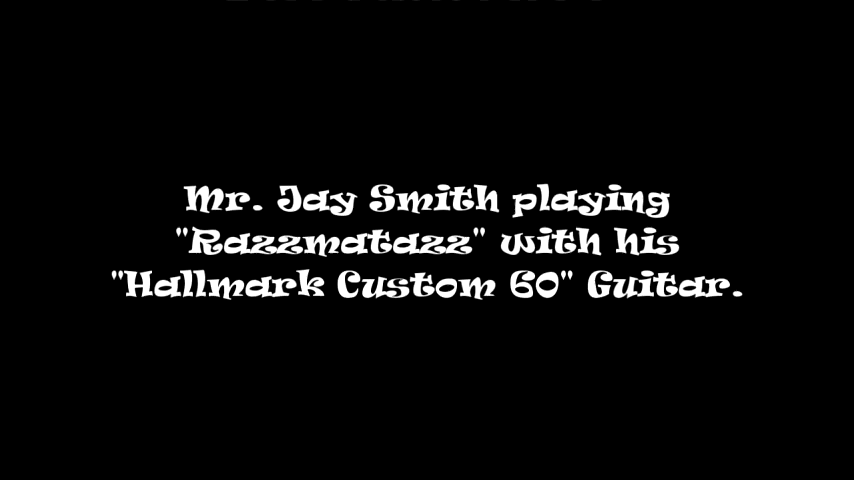 Mr. Jay Smith playing
"Razzmatazz" with his
"Hallmark Custom 60" Guitar.